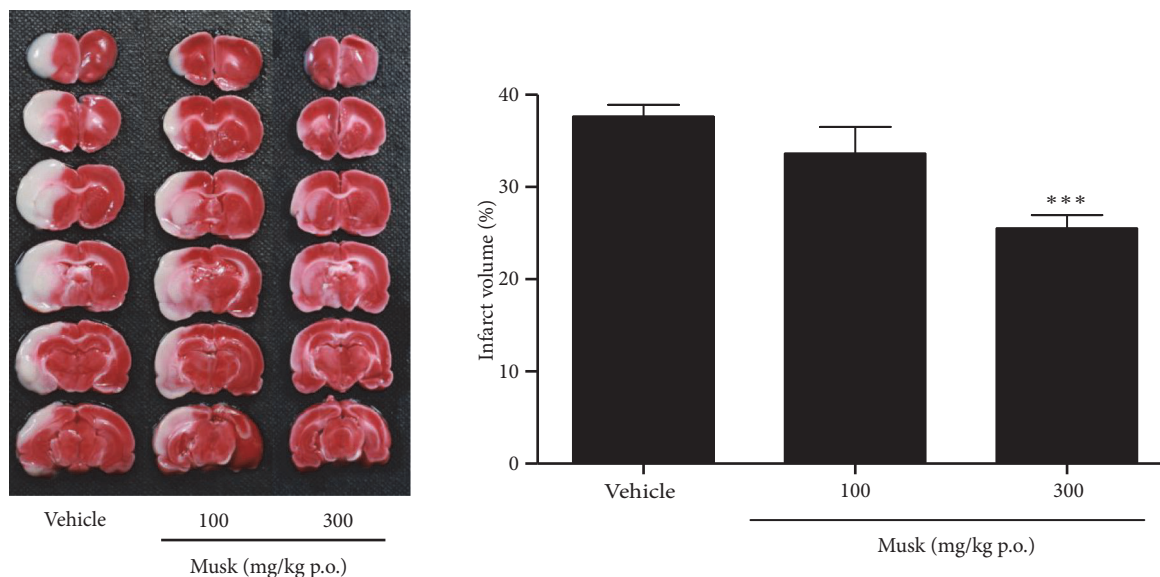 Vehicle
100
300
Musk (mg/kg p.o.)
Infarct volume (%)
40
30
20
10
0
***
Vehicle
100
300
Musk (mg/kg p.o.)